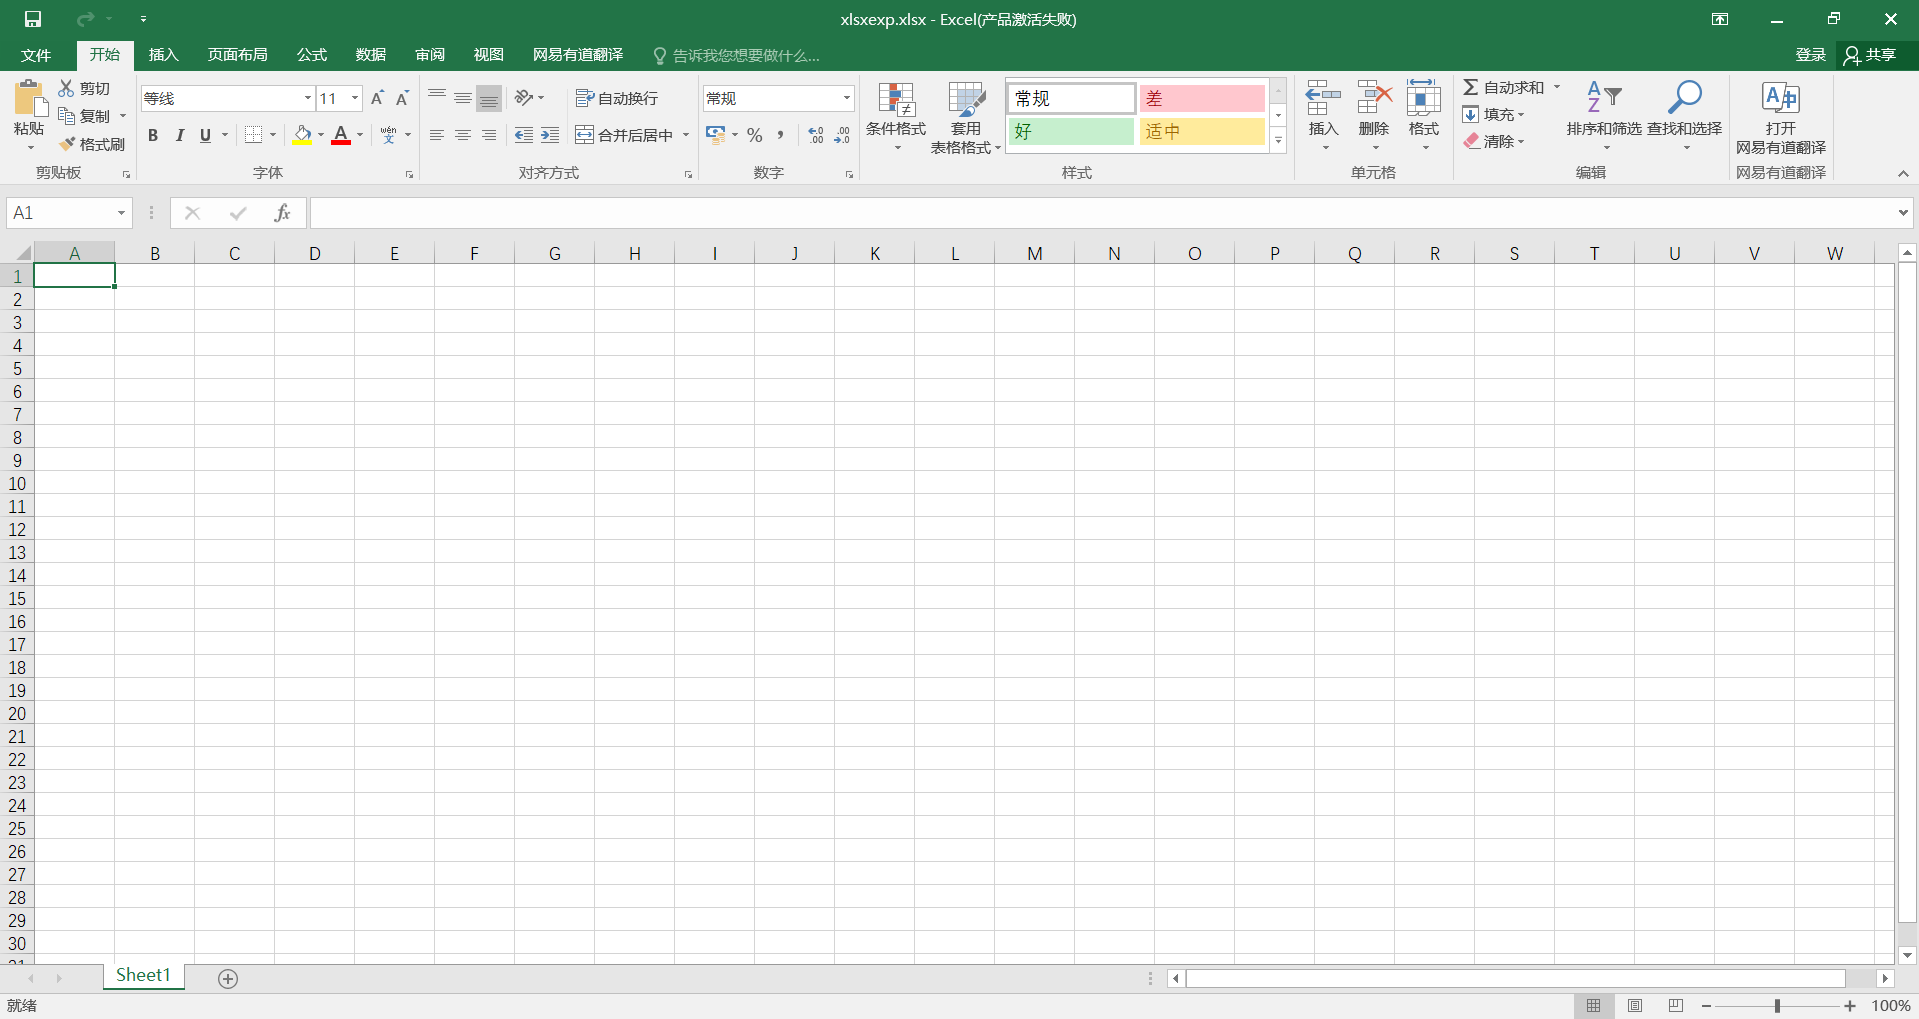 xlsxexp.xlsx - Excel(产品激活失败)
文件 开始 插入 页面布局 公式 数据 审阅 视图 网易有道翻译 告诉我您想要做什么... 登录 共享
粘贴 剪切 复制 格式刷 剪贴板
等线 11 B I U A wén 文 字体
自动换行 合并后居中 对齐方式
常规 % 数字
条件格式 套用 表格格式 常规 差 好 适中 样式
插入 删除 格式 单元格
自动求和 填充 清除 排序和筛选 查找和选择 编辑
打开 网易有道翻译 网易有道翻译
A1 fx
A B C D E F G H I J K L M N O P Q R S T U V W
1
2
3
4
5
6
7
8
9
10
11
12
13
14
15
16
17
18
19
20
21
22
23
24
25
26
27
28
29
30
Sheet1
就绪 100%